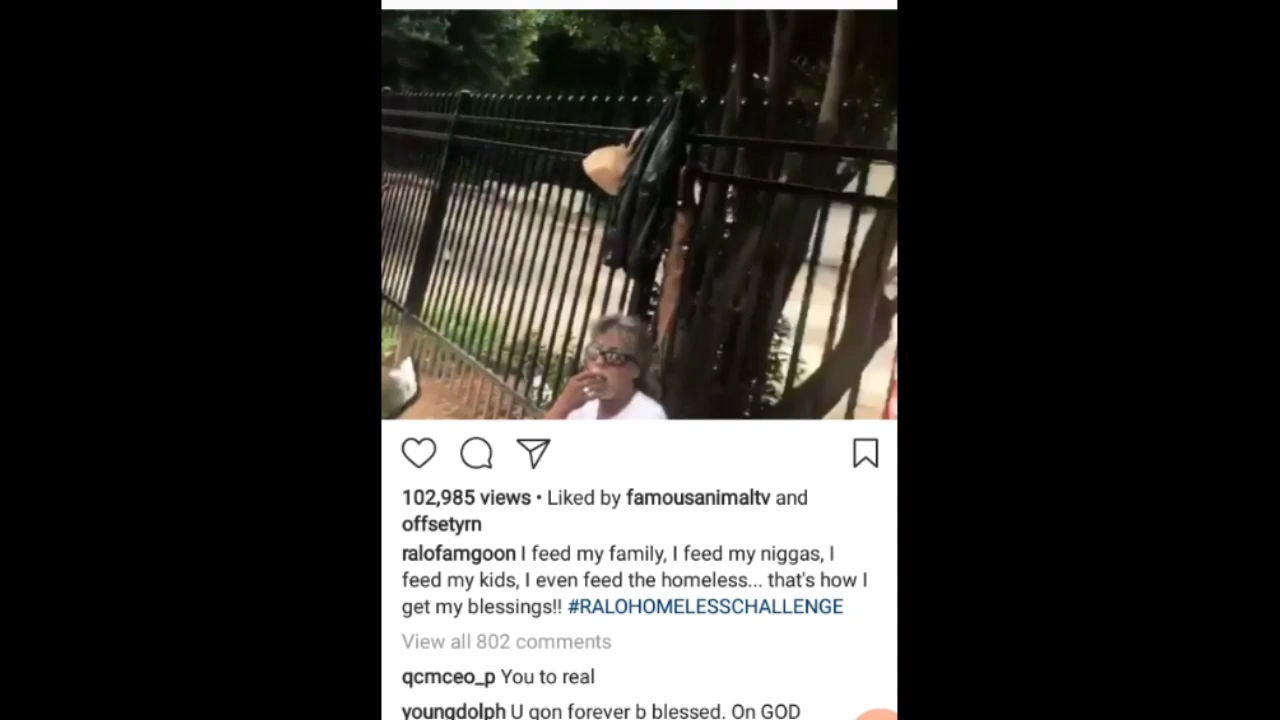 102,985 views • Liked by famousanimaltv and
offsetyrn
ralofamgoon I feed my family, I feed my niggas, I
feed my kids, I even feed the homeless... that's how I
get my blessings!! #RALOHOMELESSCHALLENGE
View all 802 comments
qcmceo_p You to real
youngdolph U gon forever b blessed. On GOD